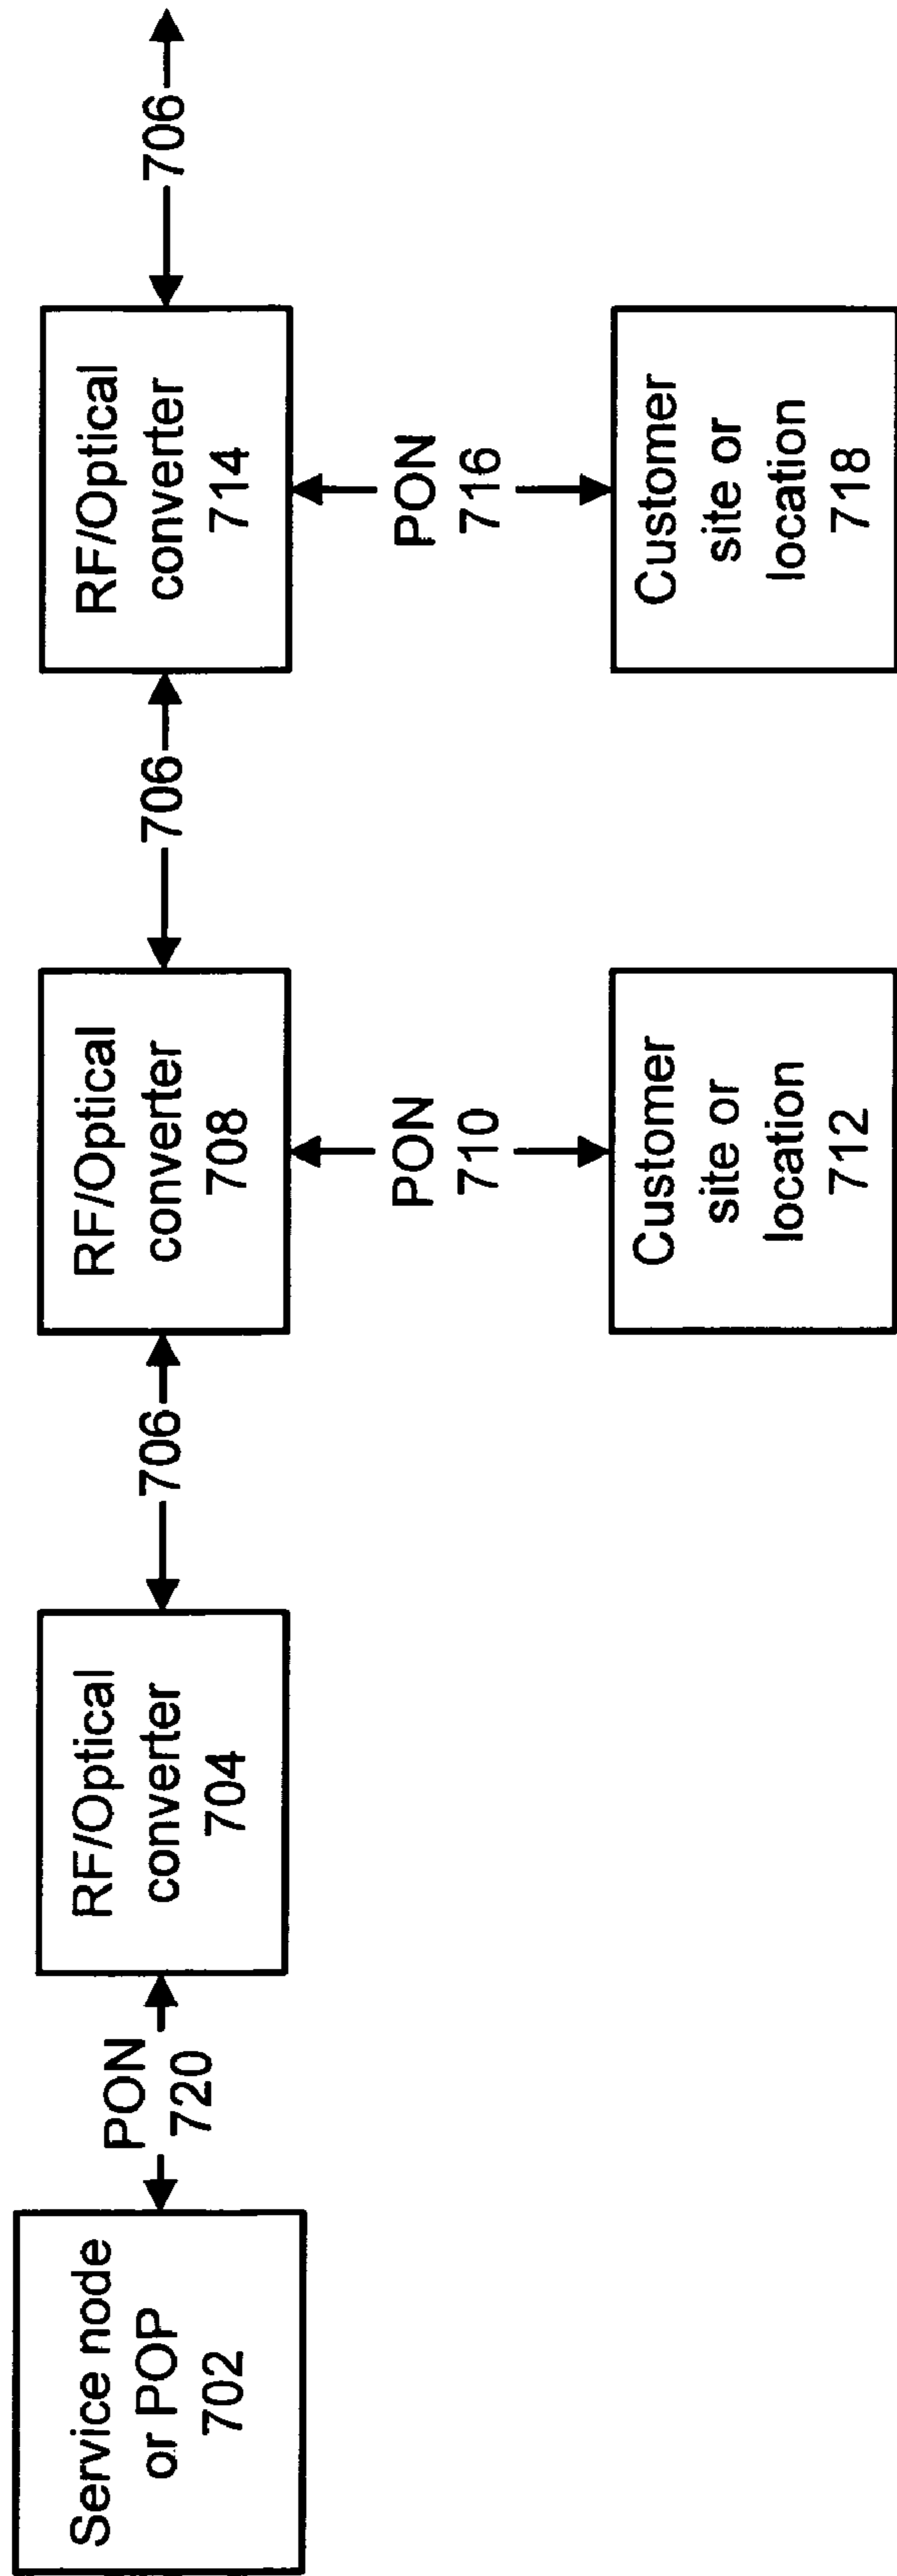 Service node
or POP
702
PON
720
RF/Optical
converter
704
706
RF/Optical
converter
708
706
RF/Optical
converter
714
706
PON
710
PON
716
Customer
site or
location
712
Customer
site or
location
718